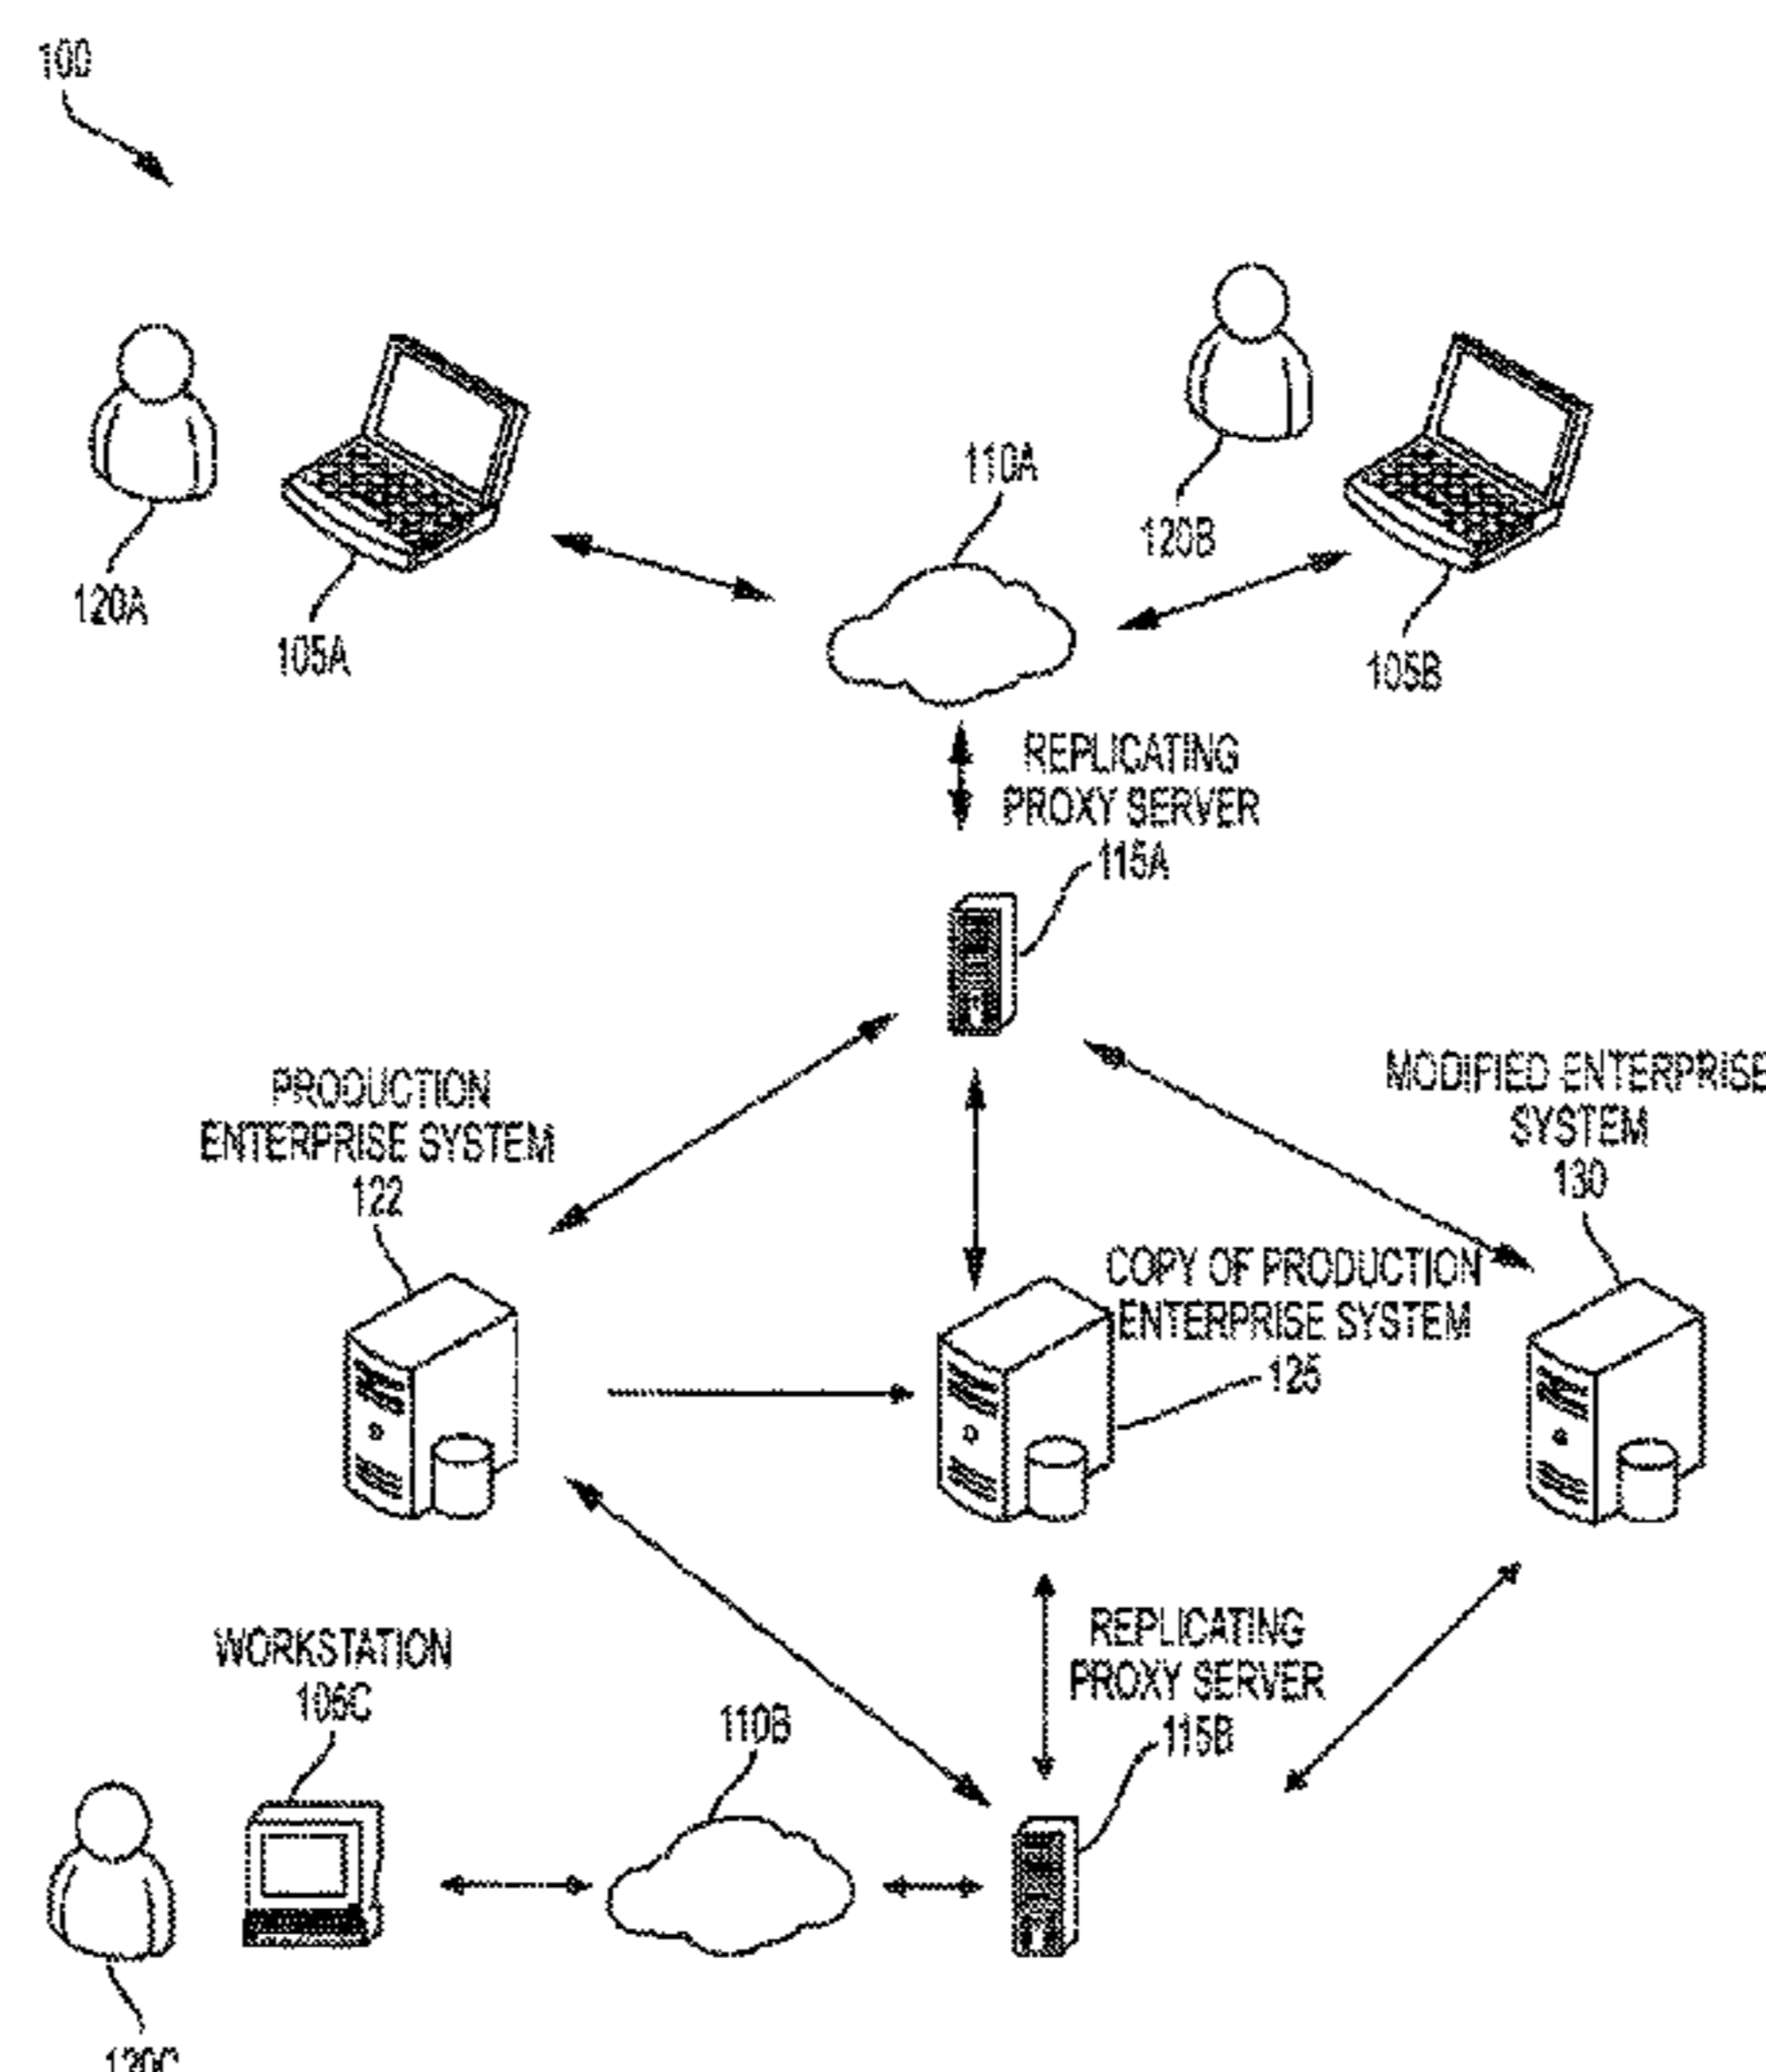 100
120A
105A
110A
120B
105B
REPLICATING
PROXY SERVER
115A
PRODUCTION
ENTERPRISE SYSTEM
122
MODIFIED ENTERPRISE
SYSTEM
130
COPY OF PRODUCTION
ENTERPRISE SYSTEM
125
WORKSTATION
105C
110B
REPLICATING
PROXY SERVER
115B
120C